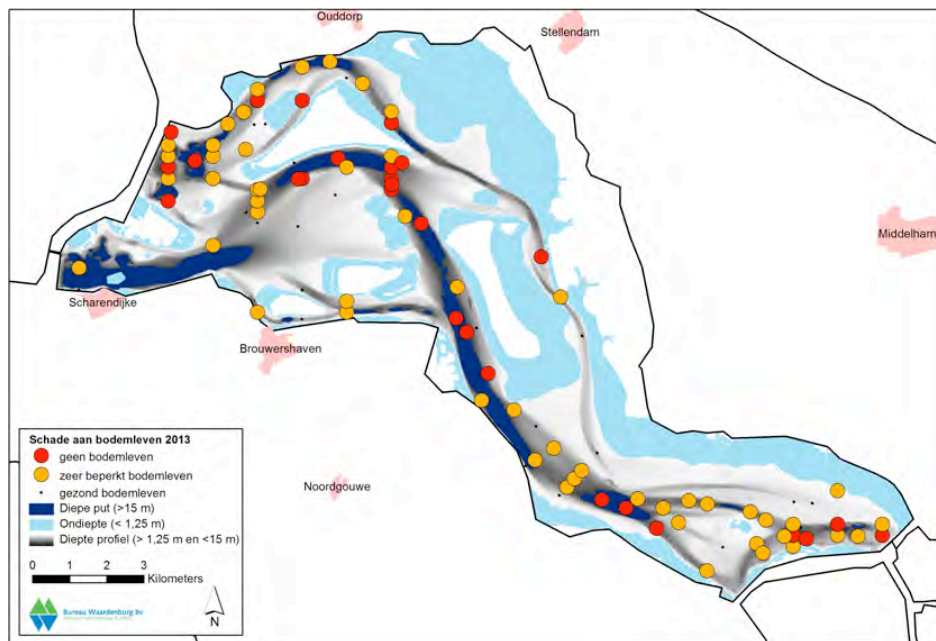 Ouddorp
Stellendam
Middelharn
Scharendijke
Brouwershaven
Noordgouwe
Schade aan bodemleven 2013
geen bodemleven
zeer beperkt bodemleven
gezond bodemleven
Diepe put (>15 m)
Ondiepte (< 1,25 m)
Diepte profiel (> 1,25 m en <15 m)
0 1 2 3
Kilometers
Bureau Waardenburg bv
N